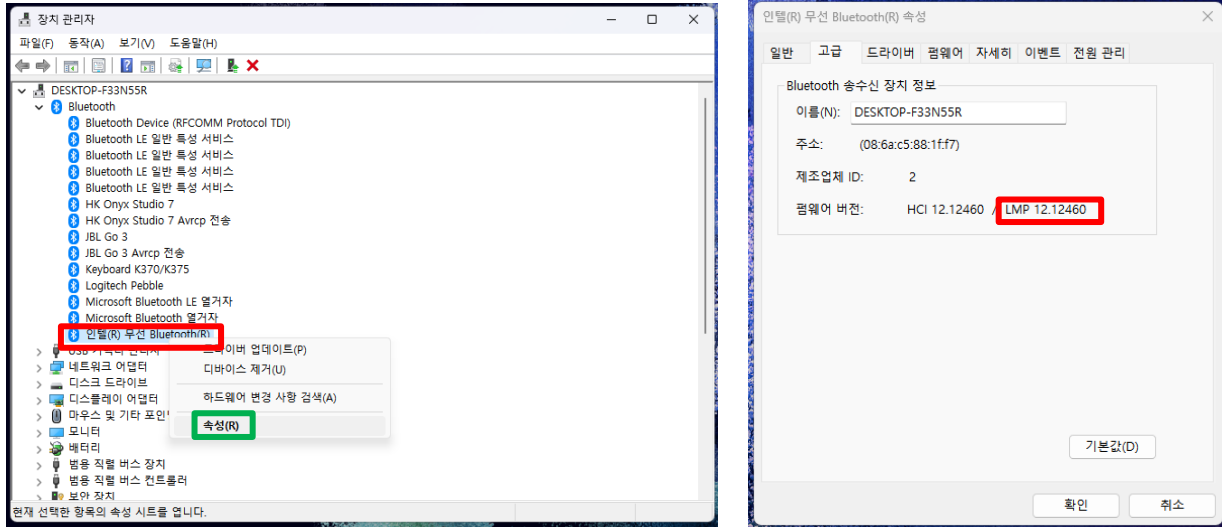 장치 관리자
파일(F) 동작(A) 보기(V) 도움말(H)
DESKTOP-F33N55R
Bluetooth
Bluetooth Device (RFCOMM Protocol TDI)
Bluetooth LE 일반 특성 서비스
Bluetooth LE 일반 특성 서비스
Bluetooth LE 일반 특성 서비스
Bluetooth LE 일반 특성 서비스
HK Onyx Studio 7
HK Onyx Studio 7 Avrcp 전송
JBL Go 3
JBL Go 3 Avrcp 전송
Keyboard K370/K375
Logitech Pebble
Microsoft Bluetooth LE 열거자
Microsoft Bluetooth 열거자
인텔(R) 무선 Bluetooth(R)
네트워크 어댑터
디스크 드라이브
디스플레이 어댑터
마우스 및 기타
모니터
배터리
범용 직렬 버스 장치
범용 직렬 버스 컨트롤러
보안 장치
업데이트(P)
디바이스 제거(U)
하드웨어 변경 사항 검색(A)
속성(R)
현재 선택한 항목의 속성 시트를 엽니다.
인텔(R) 무선 Bluetooth(R) 속성
일반 고급 드라이버 펌웨어 자세히 이벤트 전원 관리
Bluetooth 송수신 장치 정보
이름(N): DESKTOP-F33N55R
주소: (08:6a:c5:88:1f:f7)
제조업체 ID: 2
펌웨어 버전: HCI 12.12460 / LMP 12.12460
기본값(D)
확인 취소